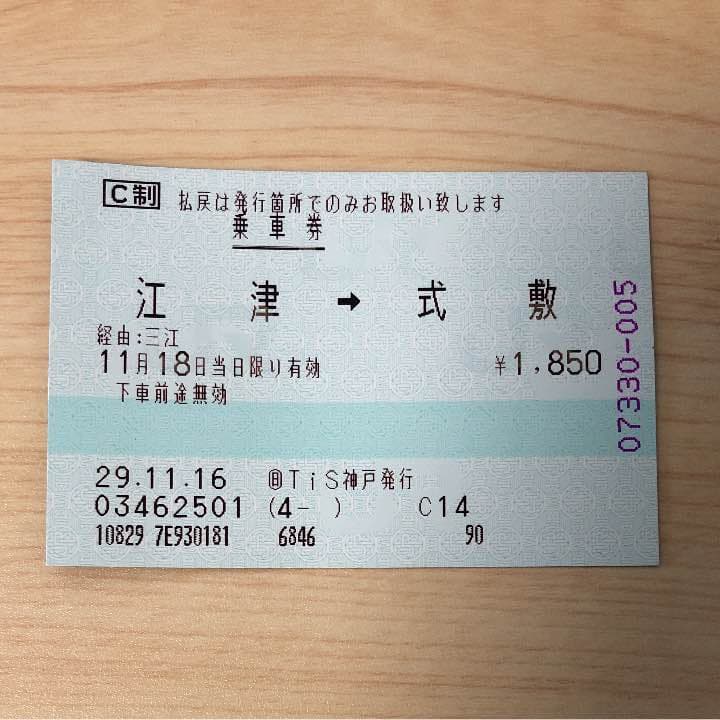 C制 払戻は発行箇所でのみお取扱い致します
乗車券
江津 → 式敷
経由:三江
11月18日当日限り有効 ¥1,850
下車前途無効
07330-005
29.11.16 @TiS神戸発行
03462501 (4- ) C14
10829 7E930181 6846 90